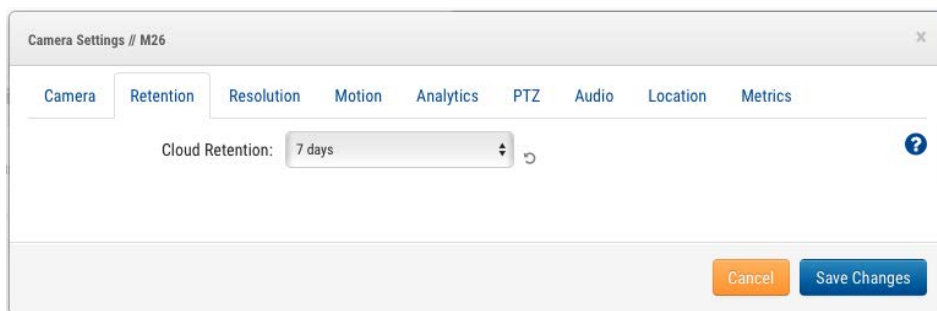 Camera Settings // M26
×
Camera Retention Resolution Motion Analytics PTZ Audio Location Metrics
Cloud Retention: 7 days
?
Cancel Save Changes